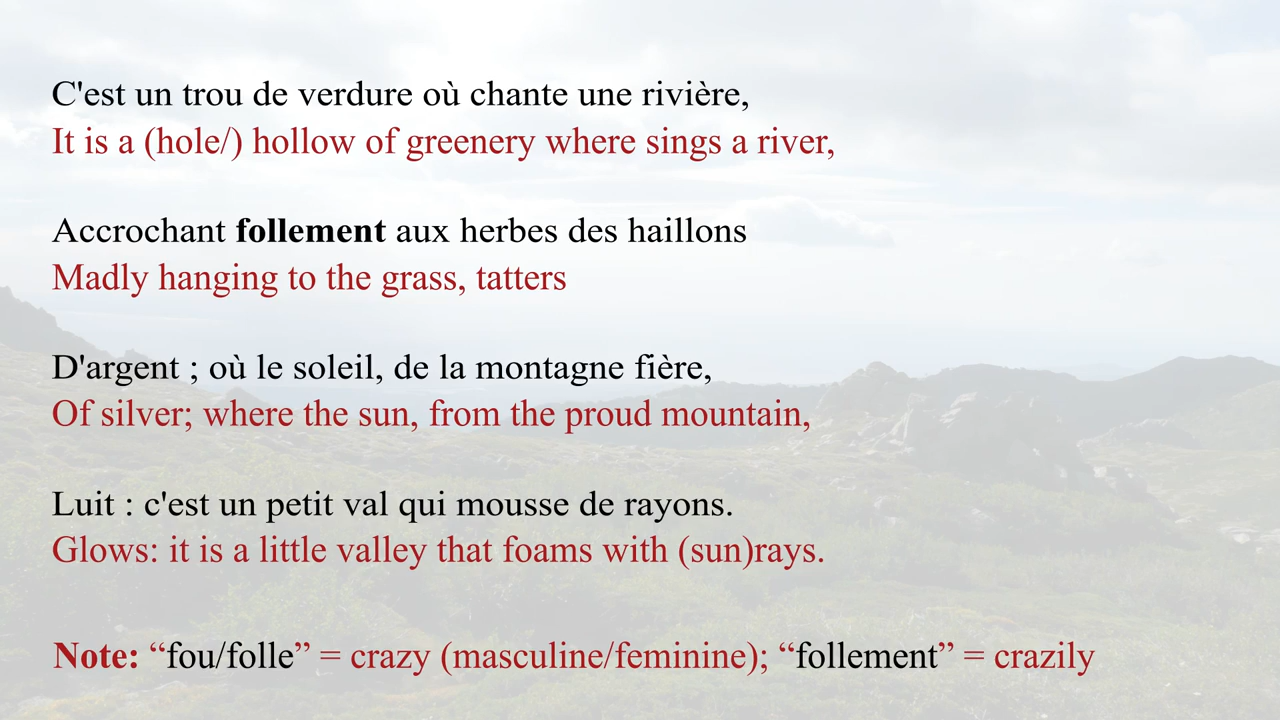 C'est un trou de verdure où chante une rivière,
It is a (hole/) hollow of greenery where sings a river,
Accrochant follement aux herbes des haillons
Madly hanging to the grass, tatters
D'argent ; où le soleil, de la montagne fière,
Of silver; where the sun, from the proud mountain,
Luit : c'est un petit val qui mousse de rayons.
Glows: it is a little valley that foams with (sun)rays.
Note: “fou/folle” = crazy (masculine/feminine); “follement” = crazily